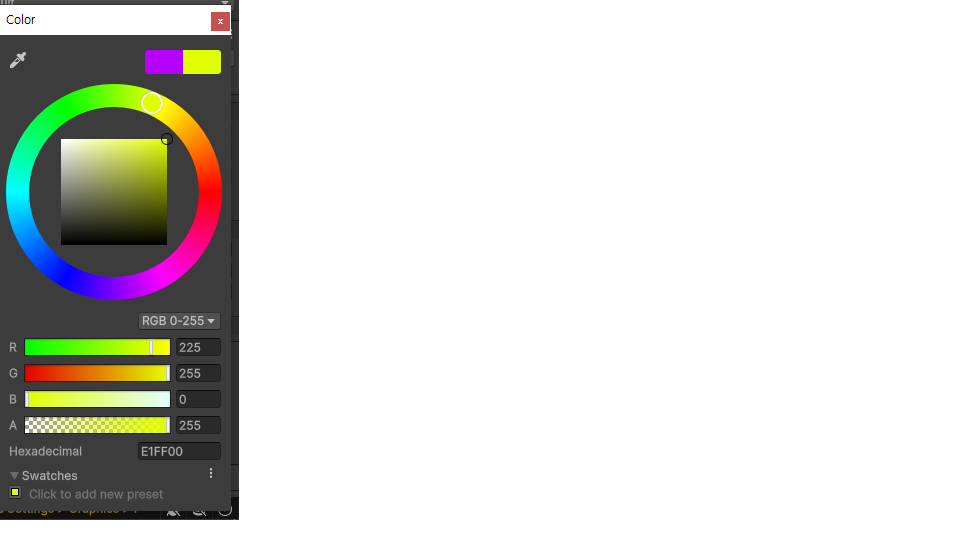 Color
x
RGB 0-255
R 225
G 255
B 0
A 255
Hexadecimal E1FF00
Swatches
Click to add new preset